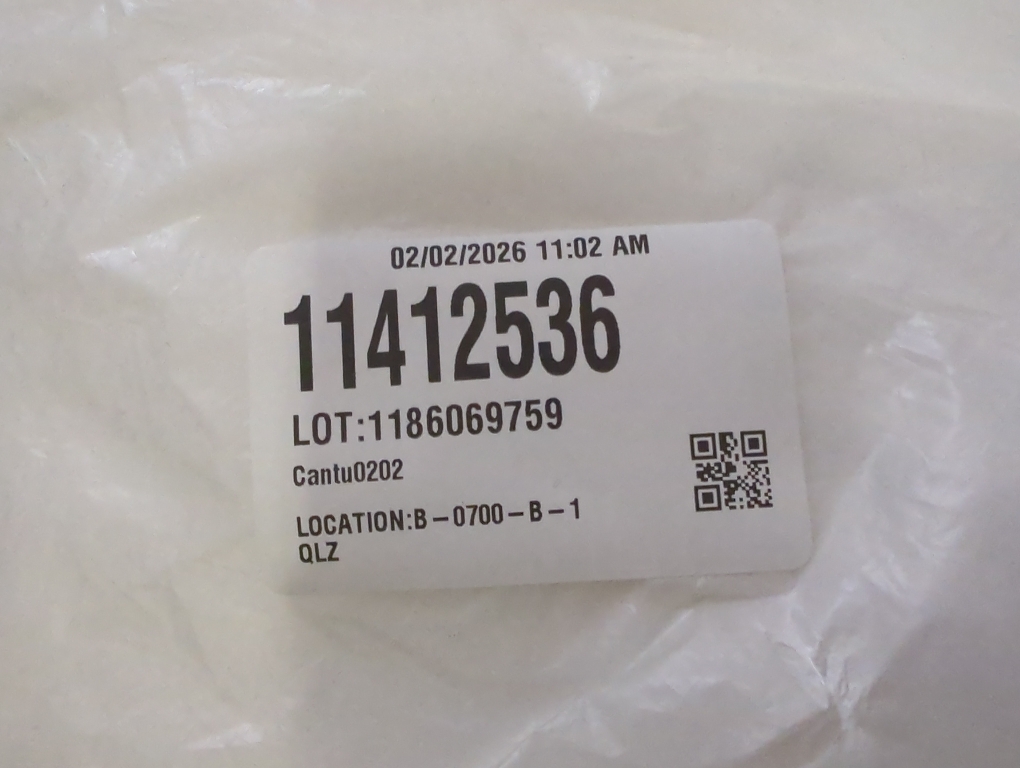 02/02/2026 11:02 AM
11412536
LOT:1186069759
Cantu0202
LOCATION:B-0700-B-1
QLZ